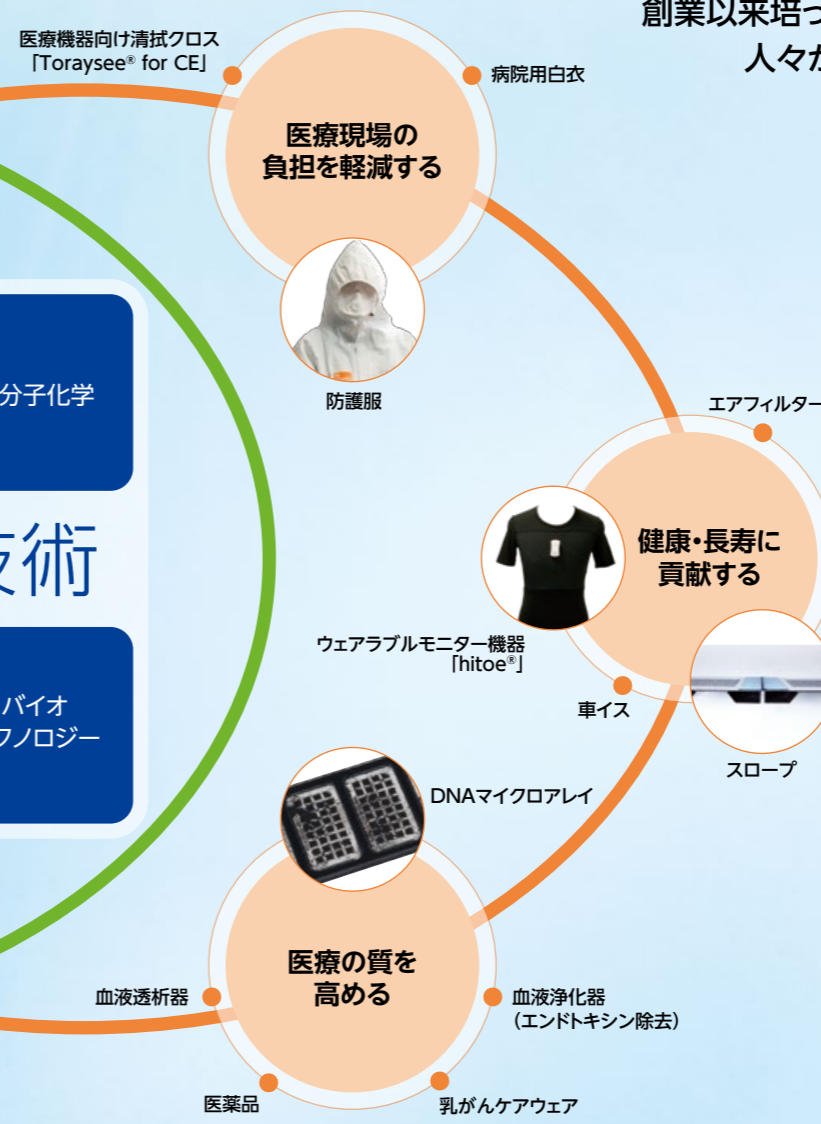 創業以来培っ
人々が
医療機器向け清拭クロス
「Toraysee® for CE」
病院用白衣
医療現場の
負担を軽減する
防護服
分子化学
技術
バイオ
クノロジー
エアフィルター
健康・長寿に
貢献する
ウェアラブルモニター機器
「hitoe®」
車イス
スロープ
DNAマイクロアレイ
医療の質を
高める
血液透析器
血液浄化器
（エンドトキシン除去）
医薬品
乳がんケアウェア